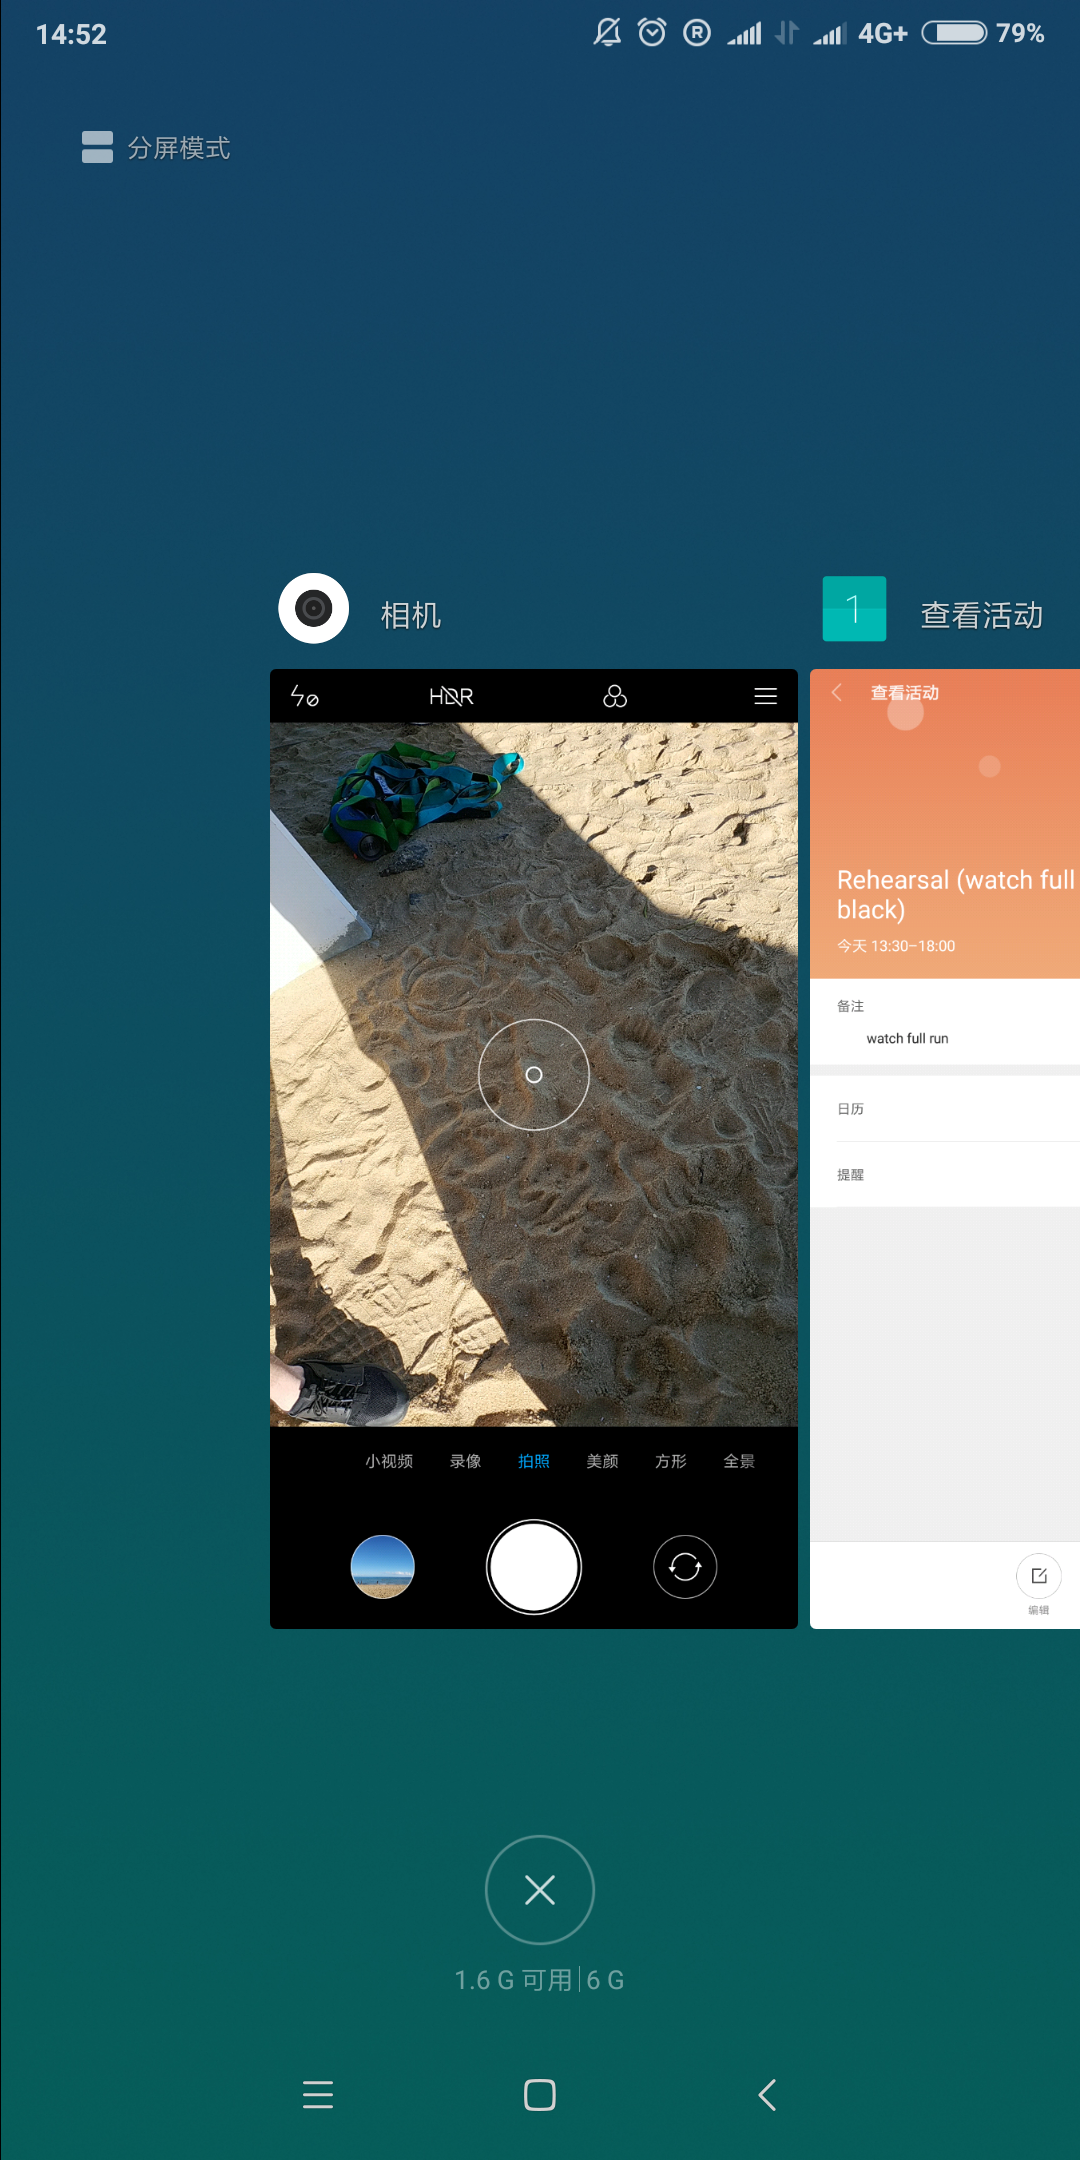 14:52
R
4G+
79%
分屏模式
相机
1
查看活动
HDR
查看活动
Rehearsal (watch full
black)
今天 13:30-18:00
备注
watch full run
日历
提醒
小视频 录像 拍照 美颜 方形 全景
编辑
1.6 G 可用|6 G